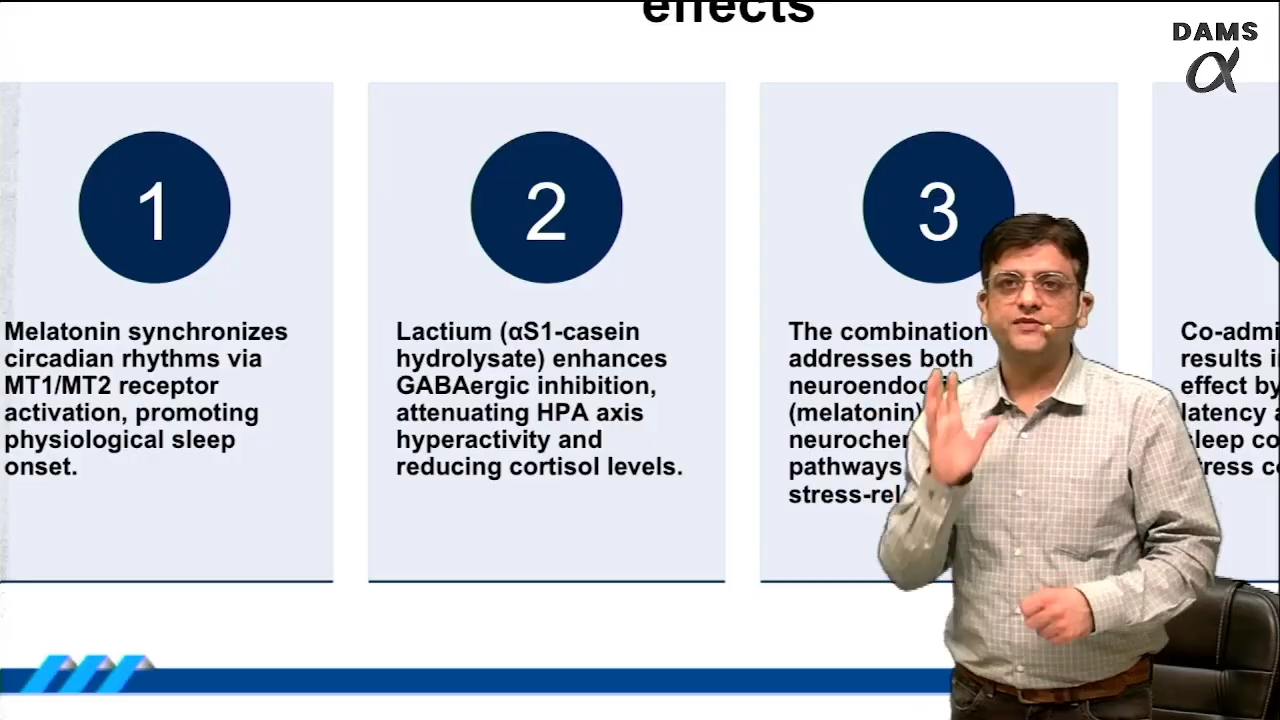 effects
DAMS
α
1
Melatonin synchronizes
circadian rhythms via
MT1/MT2 receptor
activation, promoting
physiological sleep
onset.
2
Lactium (αS1-casein
hydrolysate) enhances
GABAergic inhibition,
attenuating HPA axis
hyperactivity and
reducing cortisol levels.
3
The combination
addresses both
(melatonin)
pathways
results
effect by
latency